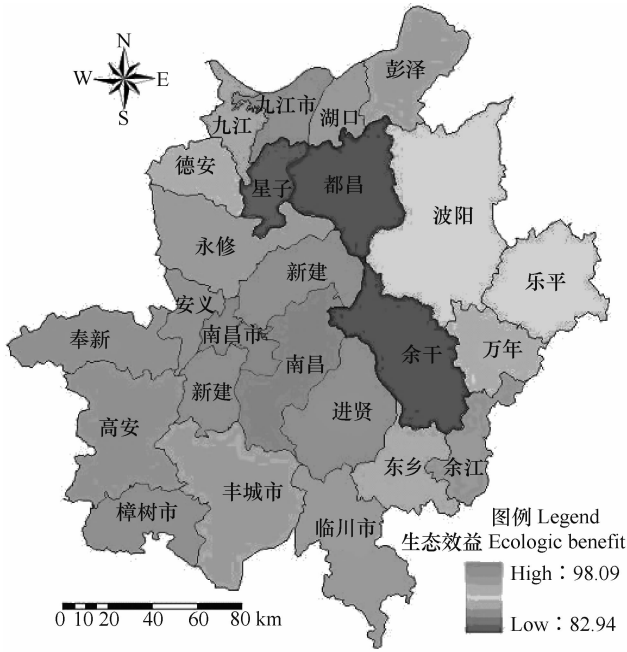 N
W E
S
彭泽
九江市
湖口
九江
德安
星子
都昌
波阳
永修
新建
乐平
安义
南昌市
奉新
南昌
余干
万年
新建
进贤
高安
东乡
余江
丰城市
樟树市
临川市
图例 Legend
生态效益 Ecologic benefit
High：98.09
Low：82.94
0 10 20 40 60 80 km